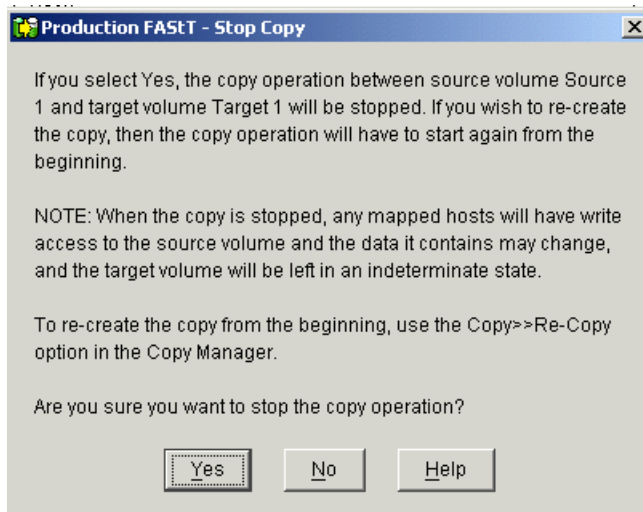 Production FAStT - Stop Copy
If you select Yes, the copy operation between source volume Source
1 and target volume Target 1 will be stopped. If you wish to re-create
the copy, then the copy operation will have to start again from the
beginning.
NOTE: When the copy is stopped, any mapped hosts will have write
access to the source volume and the data it contains may change,
and the target volume will be left in an indeterminate state.
To re-create the copy from the beginning, use the Copy>>Re-Copy
option in the Copy Manager.
Are you sure you want to stop the copy operation?
Yes No Help